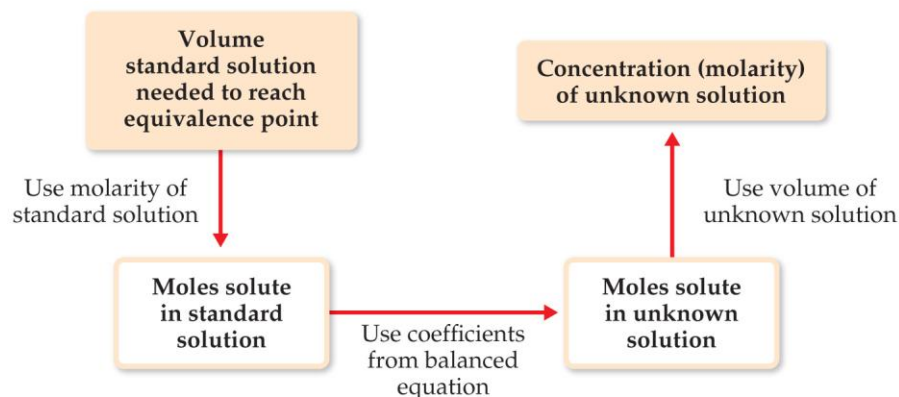 Volume
standard solution
needed to reach
equivalence point
Concentration (molarity)
of unknown solution
Use molarity of
standard solution
Use volume of
unknown solution
Moles solute
in standard
solution
Use coefficients
from balanced
equation
Moles solute
in unknown
solution